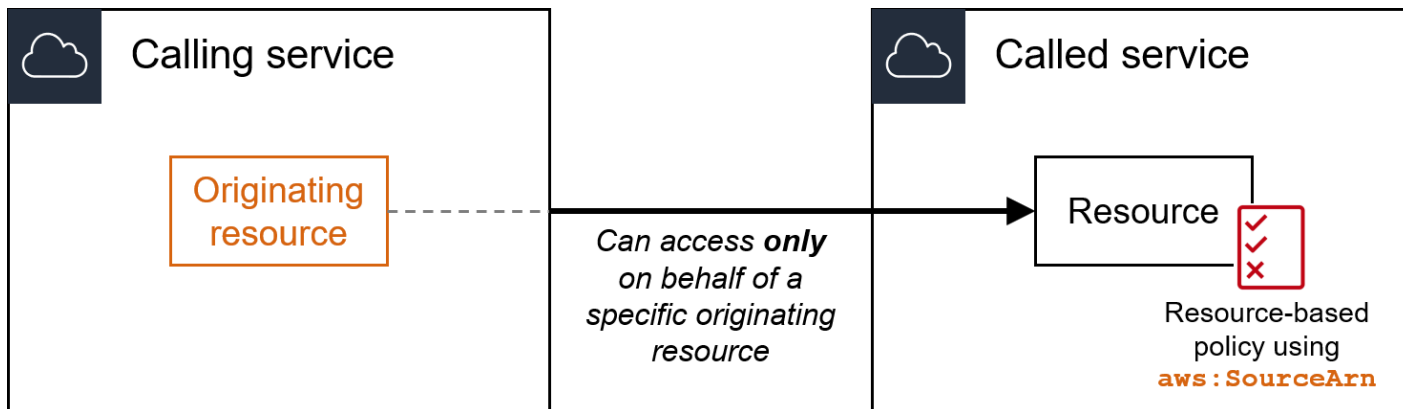 Calling service
Called service
Originating
resource
Can access only
on behalf of a
specific originating
resource
Resource
Resource-based
policy using
aws:SourceArn